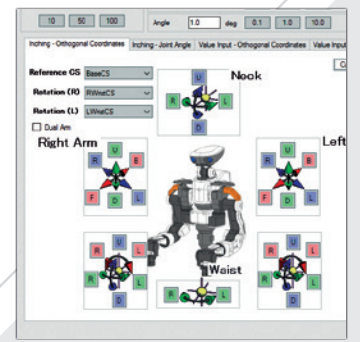 10 50 100 Angle 1.0 deg 0.1 1.0 10.0
Inching - Orthogonal Coordinates Inching - Joint Angle Value Input - Orthogonal Coordinates Value Input
Reference CS BaseCS
Rotation (R) RWristCS
Rotation (L) LWristCS
Dual Arm
Neck
U
R L
D
Right Arm
Left
U
R B
F L
D
U
R B
F L
D
U
R L
R L
D
Waist
R L
U
R L
R L
D